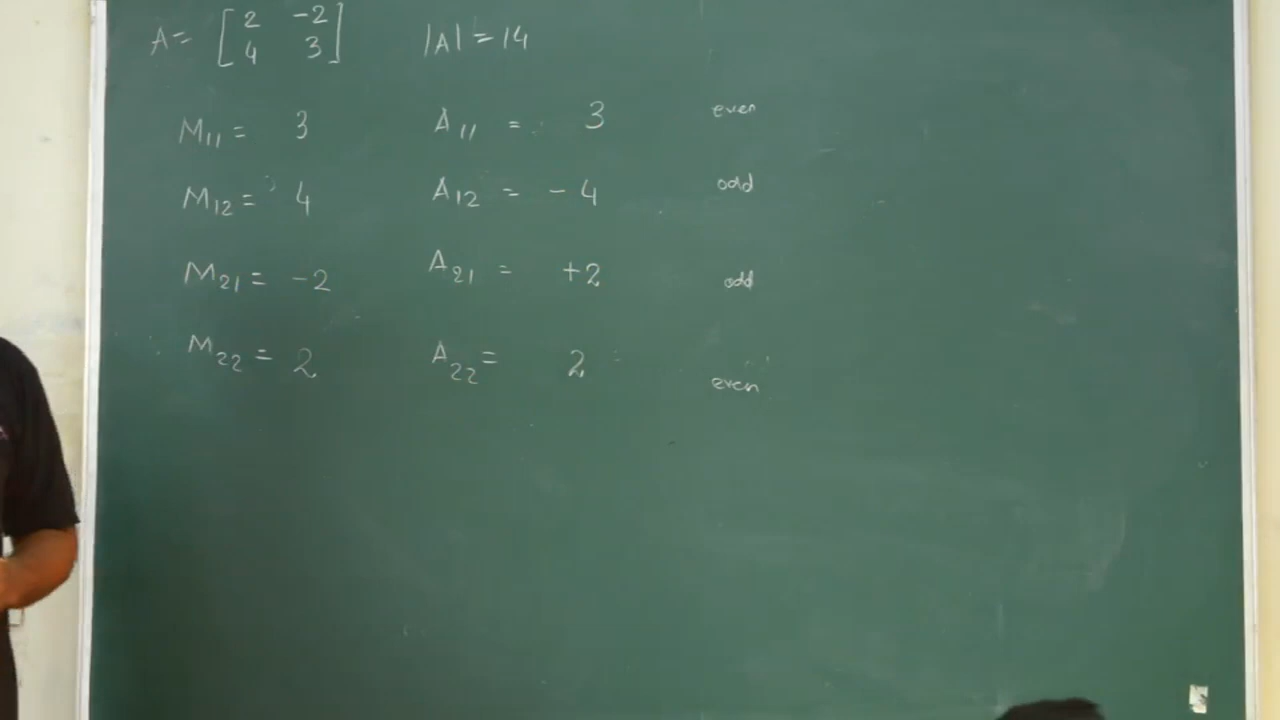 A = [ 2 -2 ; 4 3 ] |A| = 14
M11 = 3 A11 = 3 even
M12 = 4 A12 = - 4 odd
M21 = -2 A21 = +2 odd
M22 = 2 A22 = 2 even